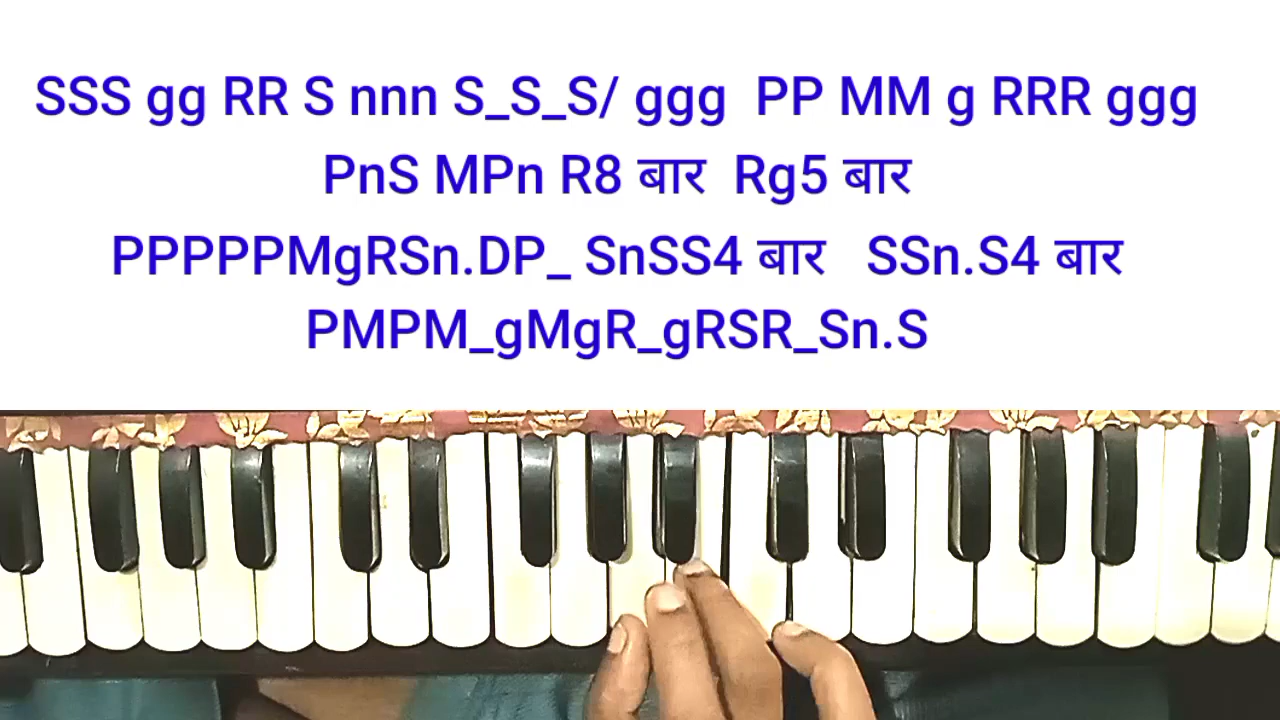 SSS gg RR S nnn S_S_S/ ggg PP MM g RRR ggg
PnS MPn R8 बार Rg5 बार
PPPPPMgRSn.DP_ SnSS4 बार SSn.S4 बार
PMPM_gMgR_gRSR_Sn.S